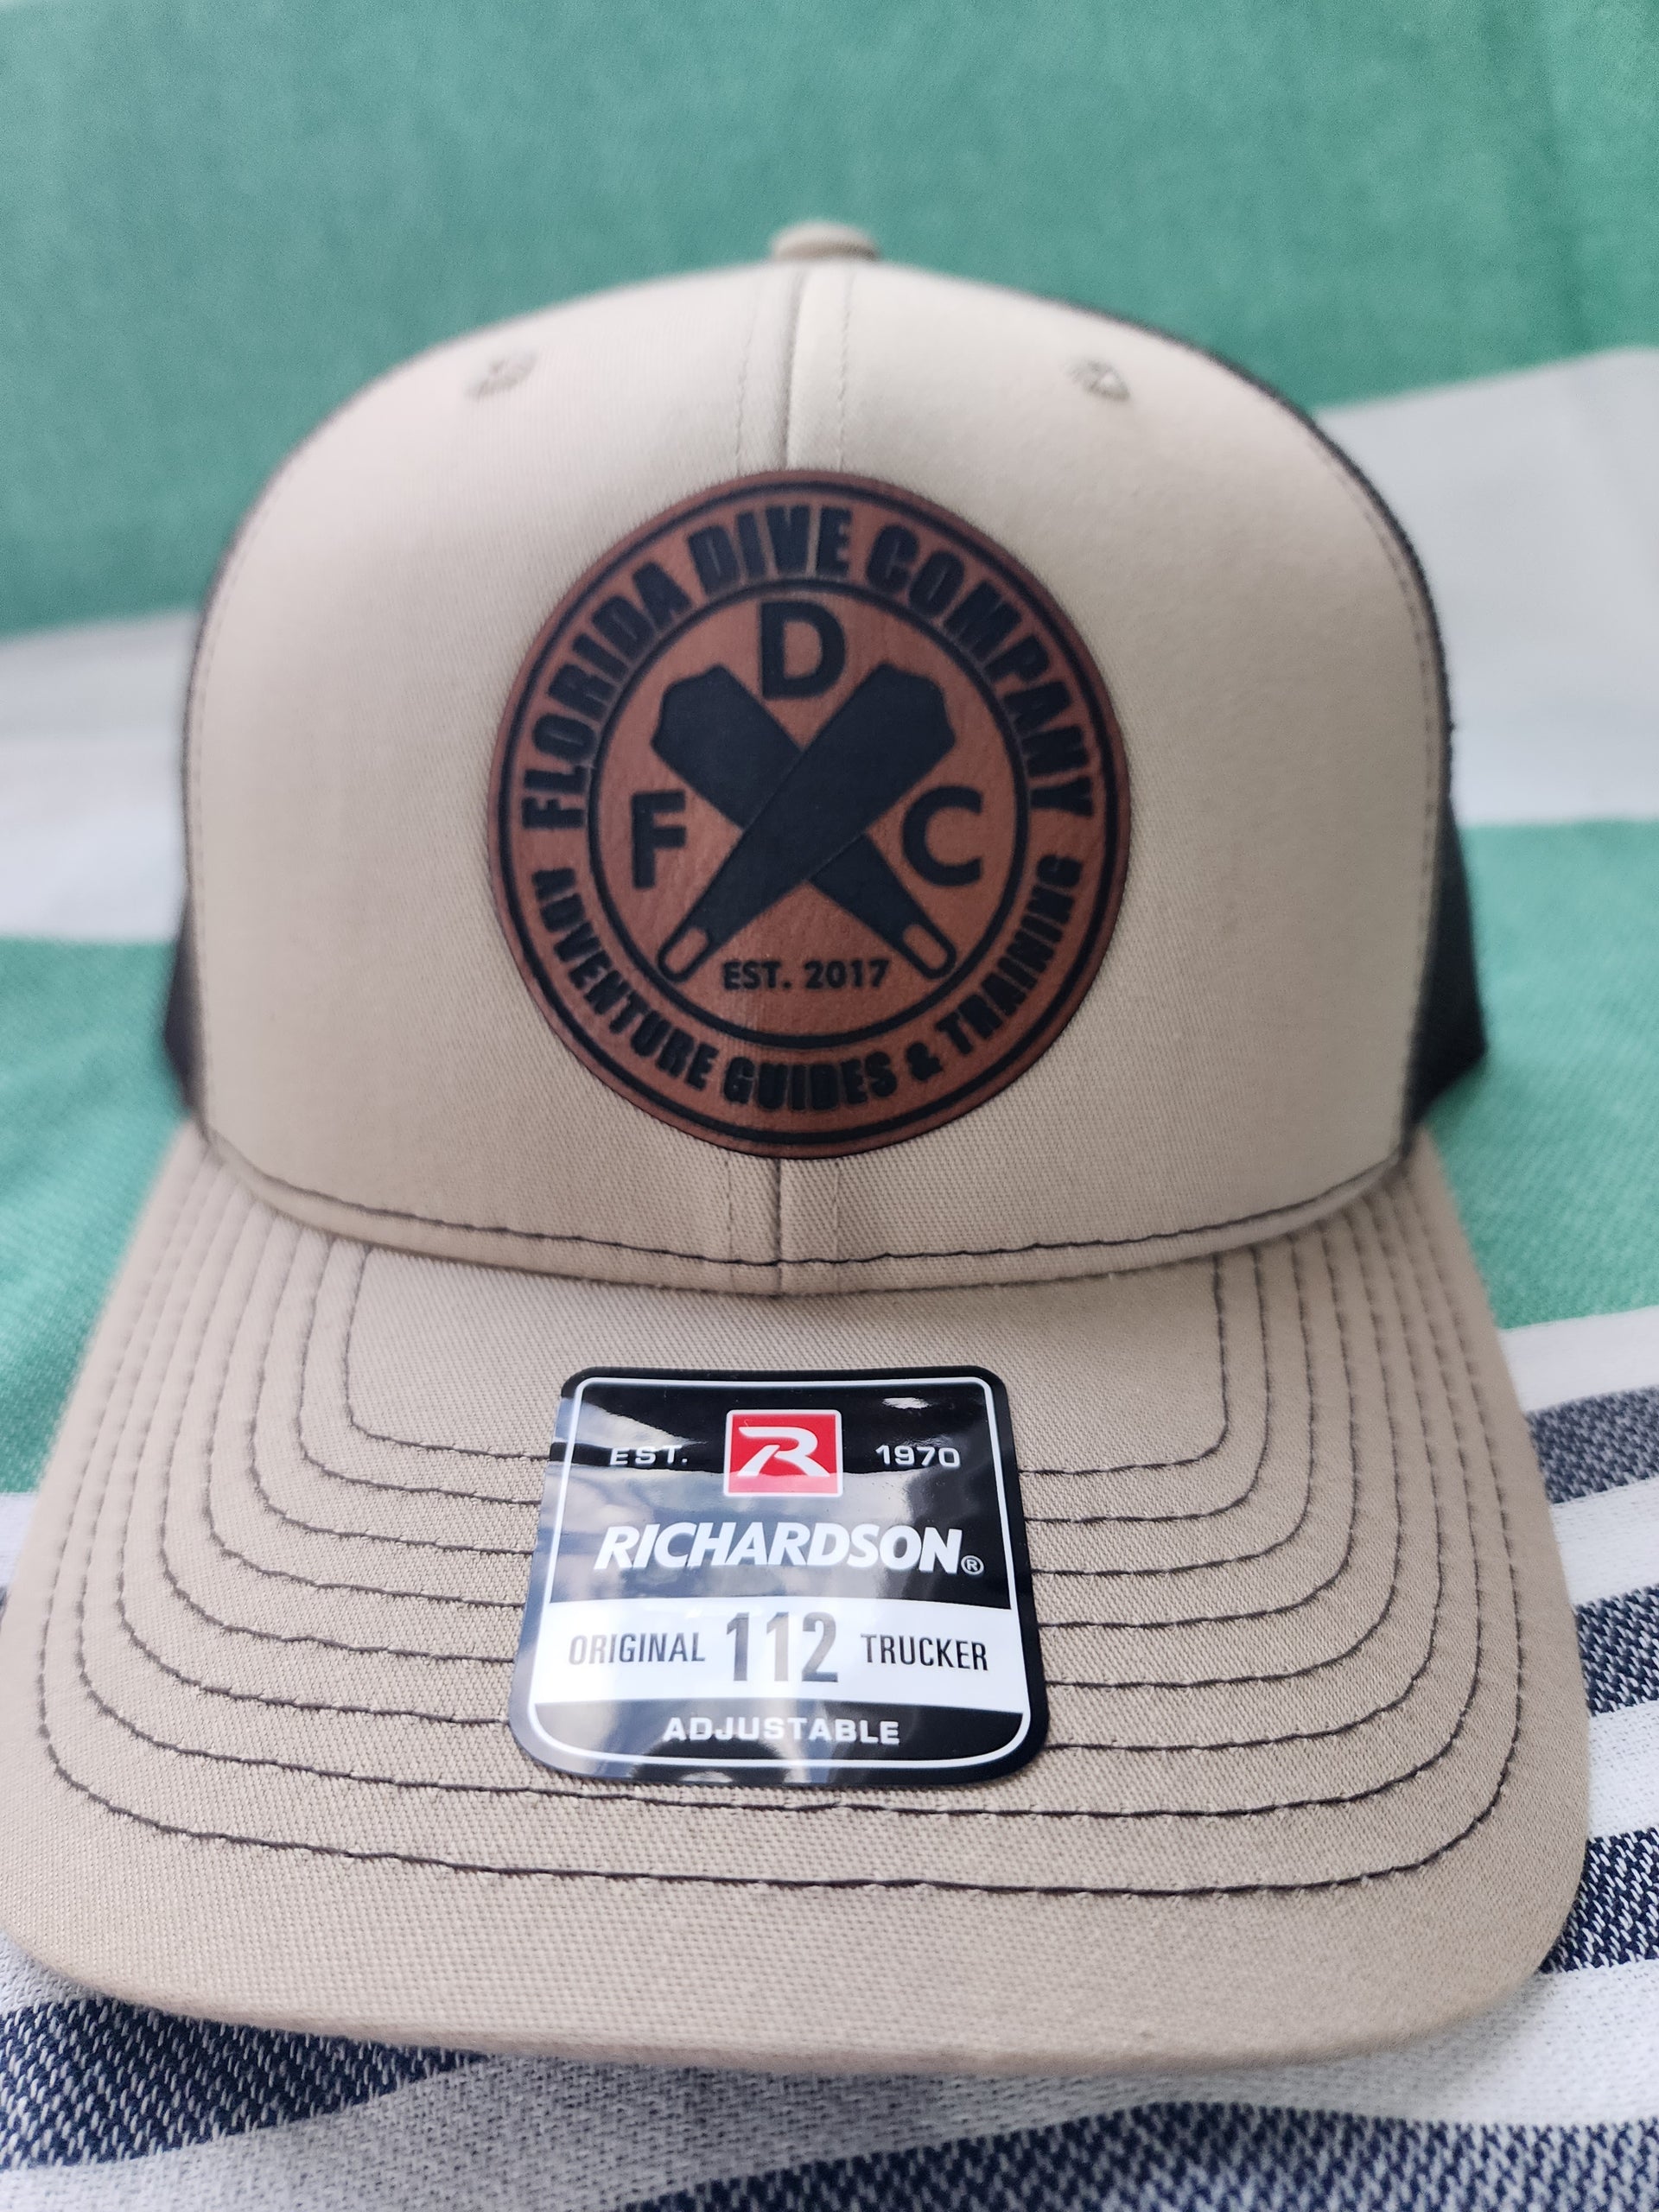 FLORIDA DIVE COMPANY
D
F C
EST. 2017
ADVENTURE GUIDES & TRAINING
EST. R 1970
RICHARDSON®
ORIGINAL 112 TRUCKER
ADJUSTABLE